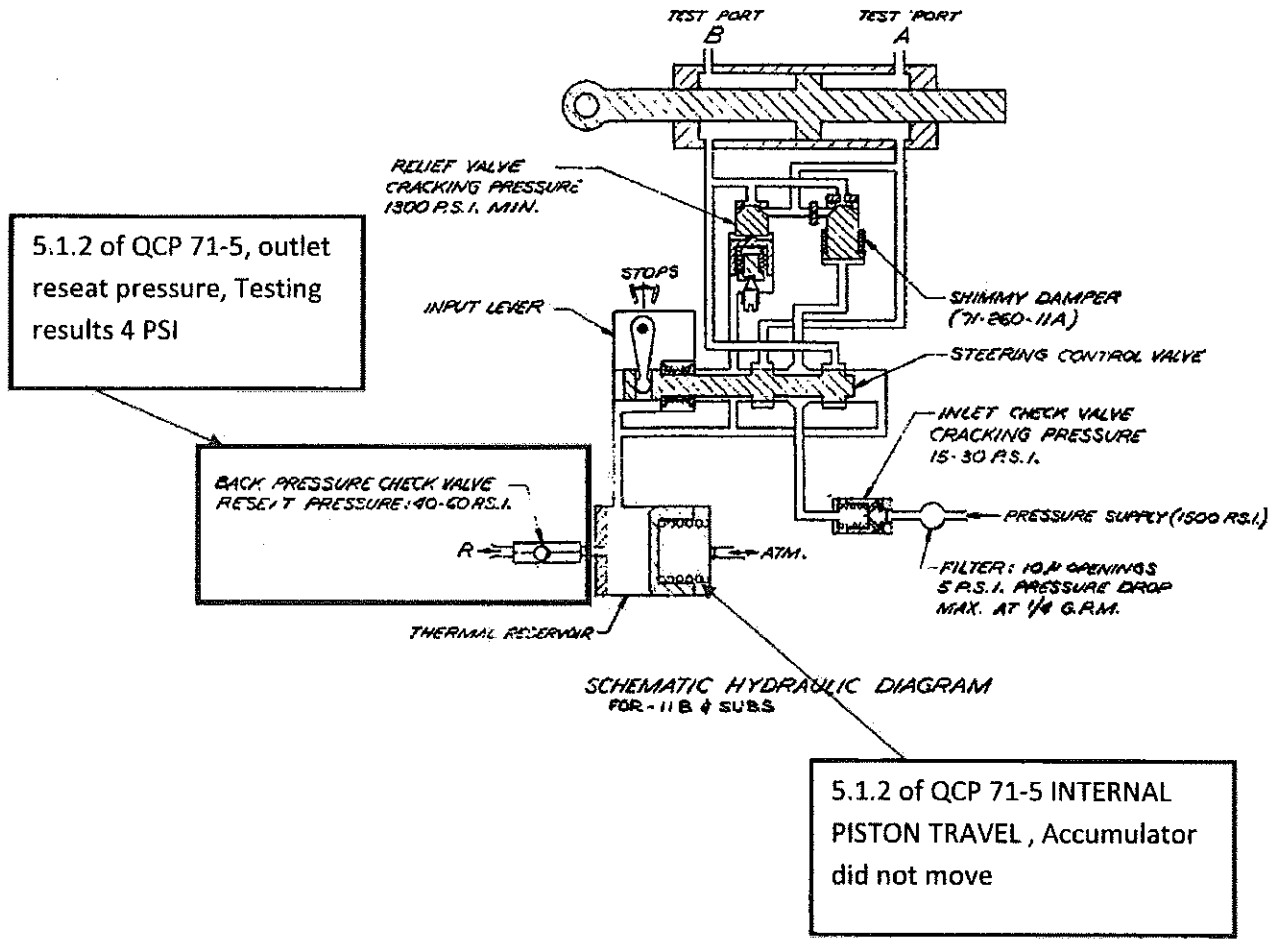 TEST PORT
B
TEST PORT
A
RELIEF VALVE
CRACKING PRESSURE
1300 P.S.I. MIN.
5.1.2 of QCP 71-5, outlet
reseat pressure, Testing
results 4 PSI
STOPS
INPUT LEVER
SHIMMY DAMPER
(71-260-11A)
STEERING CONTROL VALVE
INLET CHECK VALVE
CRACKING PRESSURE
15-30 P.S.I.
BACK PRESSURE CHECK VALVE
RESEAT PRESSURE: 40-60 P.S.I.
R
ATM.
PRESSURE SUPPLY (1500 P.S.I.)
FILTER: 10 µ OPENINGS
5 P.S.I. PRESSURE DROP
MAX. AT 1/4 G.P.M.
THERMAL RESERVOIR
SCHEMATIC HYDRAULIC DIAGRAM
FOR -11B & SUBS
5.1.2 of QCP 71-5 INTERNAL
PISTON TRAVEL , Accumulator
did not move